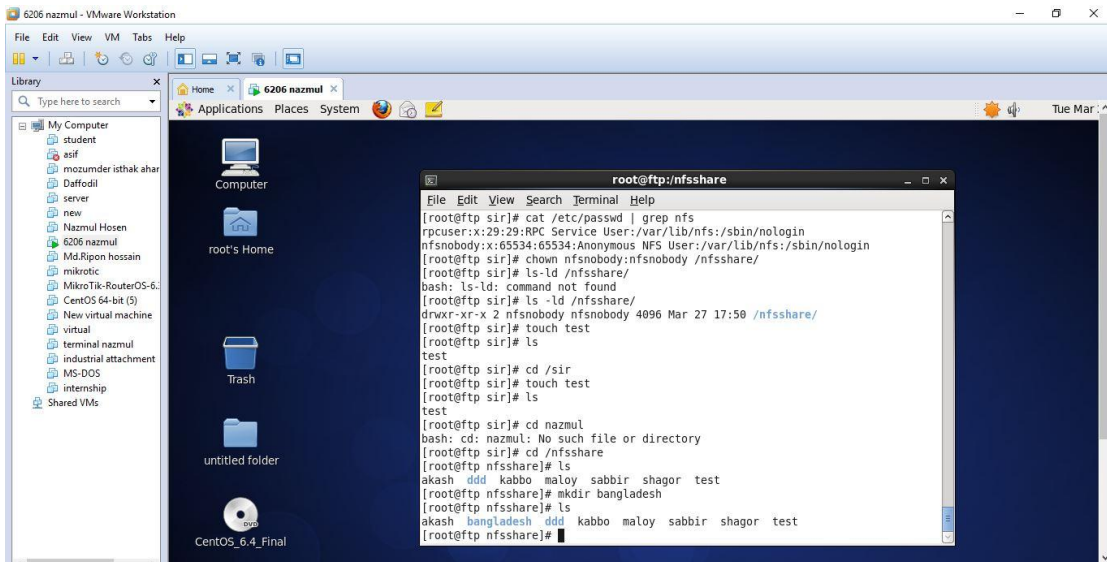 6206 nazmul - VMware Workstation
File Edit View VM Tabs Help
Library
Type here to search
My Computer
student
asif
mozumder isthak ahar
Daffodil
server
new
Nazmul Hosen
6206 nazmul
Md.Ripon hossain
mikrotic
MikroTik-RouterOS-6.
CentOS 64-bit (5)
New virtual machine
virtual
terminal nazmul
industrial attachment
MS-DOS
internship
Shared VMs
Home
6206 nazmul
Applications Places System
Tue Mar
Computer
root's Home
Trash
untitled folder
DVD
CentOS_6.4_Final
root@ftp:/nfsshare
File Edit View Search Terminal Help
[root@ftp sir]# cat /etc/passwd | grep nfs
rpcuser:x:29:29:RPC Service User:/var/lib/nfs:/sbin/nologin
nfsnobody:x:65534:65534:Anonymous NFS User:/var/lib/nfs:/sbin/nologin
[root@ftp sir]# chown nfsnobody:nfsnobody /nfsshare/
[root@ftp sir]# ls-ld /nfsshare/
bash: ls-ld: command not found
[root@ftp sir]# ls -ld /nfsshare/
drwxr-xr-x 2 nfsnobody nfsnobody 4096 Mar 27 17:50 /nfsshare/
[root@ftp sir]# touch test
[root@ftp sir]# ls
test
[root@ftp sir]# cd /sir
[root@ftp sir]# touch test
[root@ftp sir]# ls
test
[root@ftp sir]# cd nazmul
bash: cd: nazmul: No such file or directory
[root@ftp sir]# cd /nfsshare
[root@ftp nfsshare]# ls
akash ddd kabbo maloy sabbir shagor test
[root@ftp nfsshare]# mkdir bangladesh
[root@ftp nfsshare]# ls
akash bangladesh ddd kabbo maloy sabbir shagor test
[root@ftp nfsshare]#